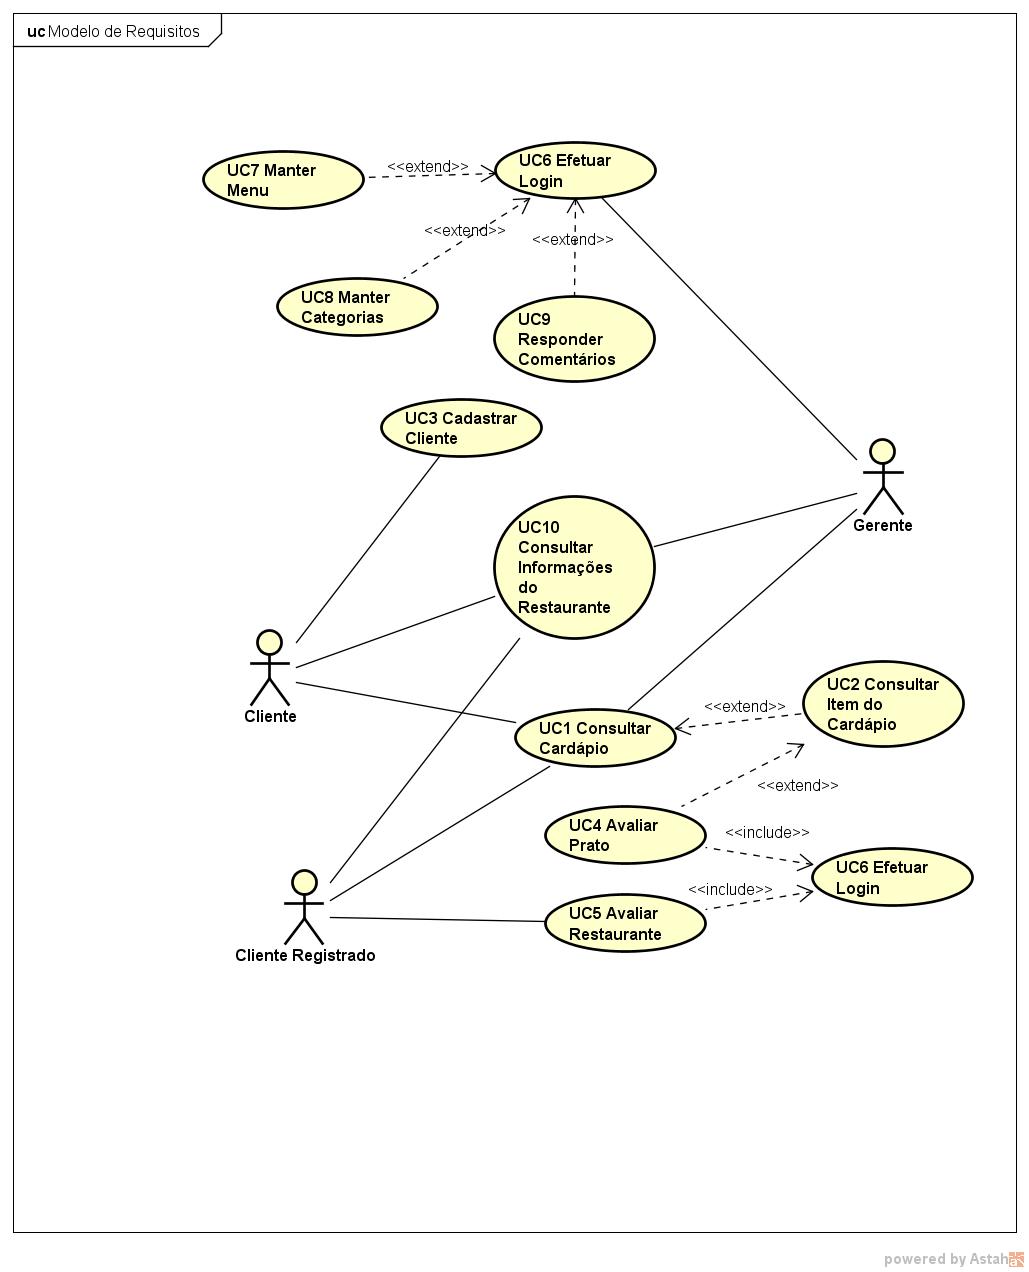 uc Modelo de Requisitos
UC7 Manter
Menu
<<extend>>
UC6 Efetuar
Login
<<extend>>
<<extend>>
UC8 Manter
Categorias
UC9
Responder
Comentários
UC3 Cadastrar
Cliente
Gerente
UC10
Consultar
Informações
do
Restaurante
Cliente
UC1 Consultar
Cardápio
<<extend>>
UC2 Consultar
Item do
Cardápio
<<extend>>
UC4 Avaliar
Prato
<<include>>
UC6 Efetuar
Login
<<include>>
UC5 Avaliar
Restaurante
Cliente Registrado
powered by Astah